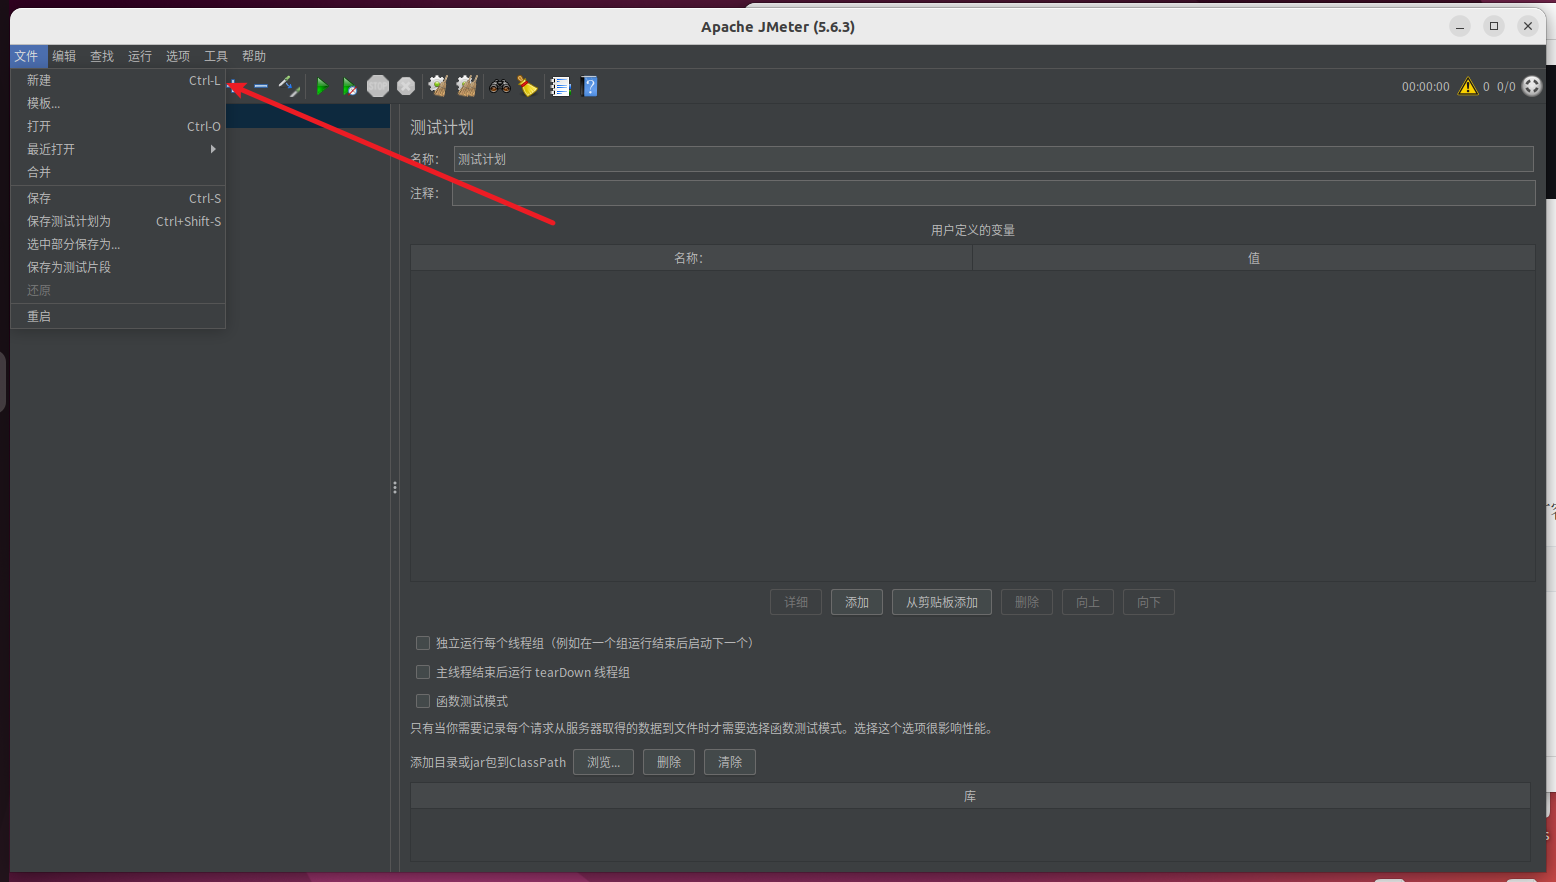 Apache JMeter (5.6.3)
文件 编辑 查找 运行 选项 工具 帮助
新建 Ctrl-L
模板...
打开 Ctrl-O
最近打开
合并
保存 Ctrl-S
保存测试计划为 Ctrl+Shift-S
选中部分保存为...
保存为测试片段
还原
重启
STOP
00:00:00 0 0/0
测试计划
名称： 测试计划
注释：
用户定义的变量
名称： 值
详细 添加 从剪贴板添加 删除 向上 向下
独立运行每个线程组（例如在一个组运行结束后启动下一个）
主线程结束后运行 tearDown 线程组
函数测试模式
只有当你需要记录每个请求从服务器取得的数据到文件时才需要选择函数测试模式。选择这个选项很影响性能。
添加目录或jar包到ClassPath 浏览... 删除 清除
库